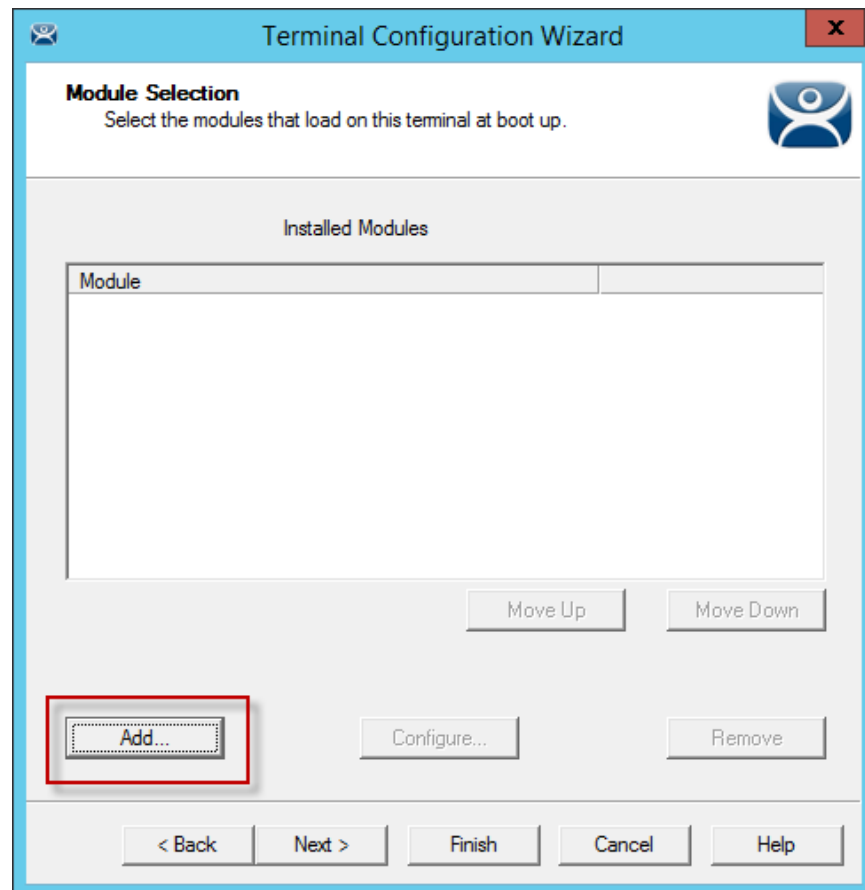 Terminal Configuration Wizard
x
Module Selection
Select the modules that load on this terminal at boot up.
Installed Modules
Module
Move Up
Move Down
Add...
Configure...
Remove
< Back
Next >
Finish
Cancel
Help